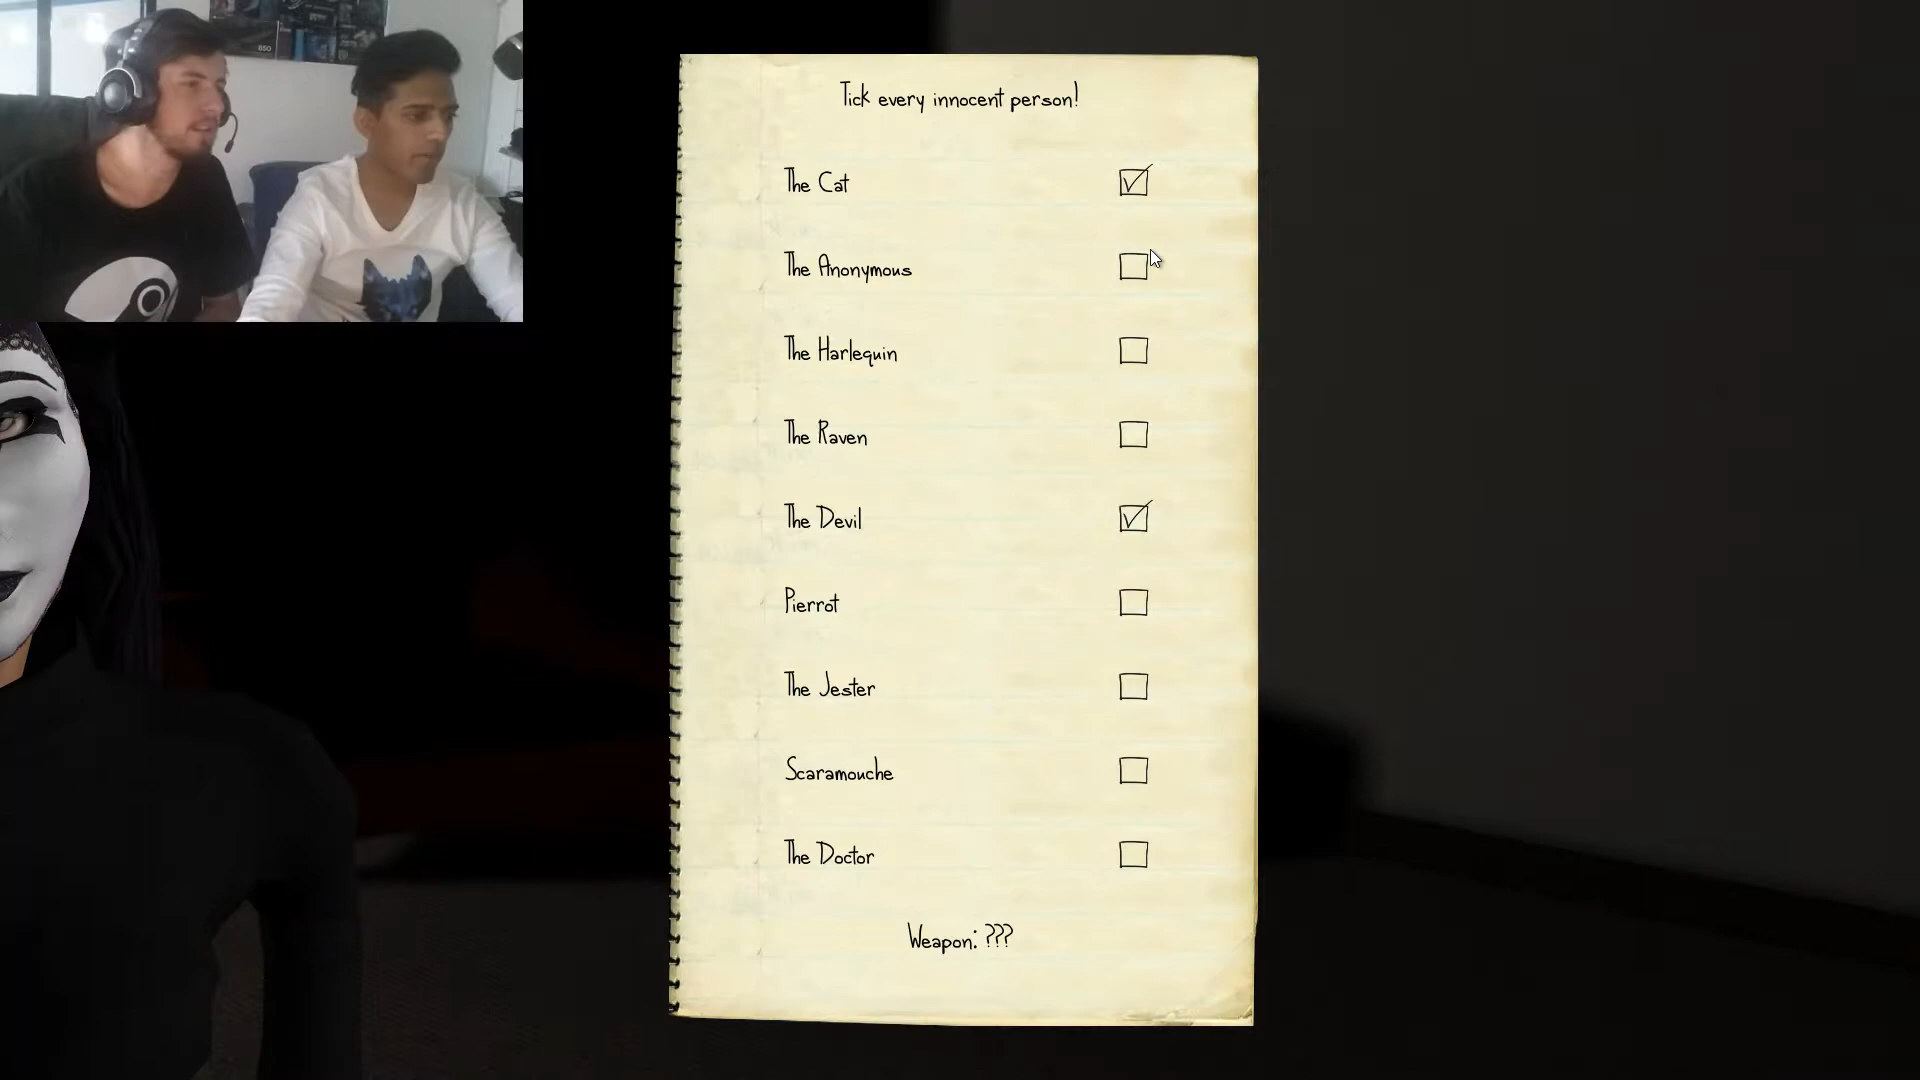 850
Tick every innocent person!
The Cat
The Anonymous
The Harlequin
The Raven
The Devil
Pierrot
The Jester
Scaramouche
The Doctor
Weapon: ???